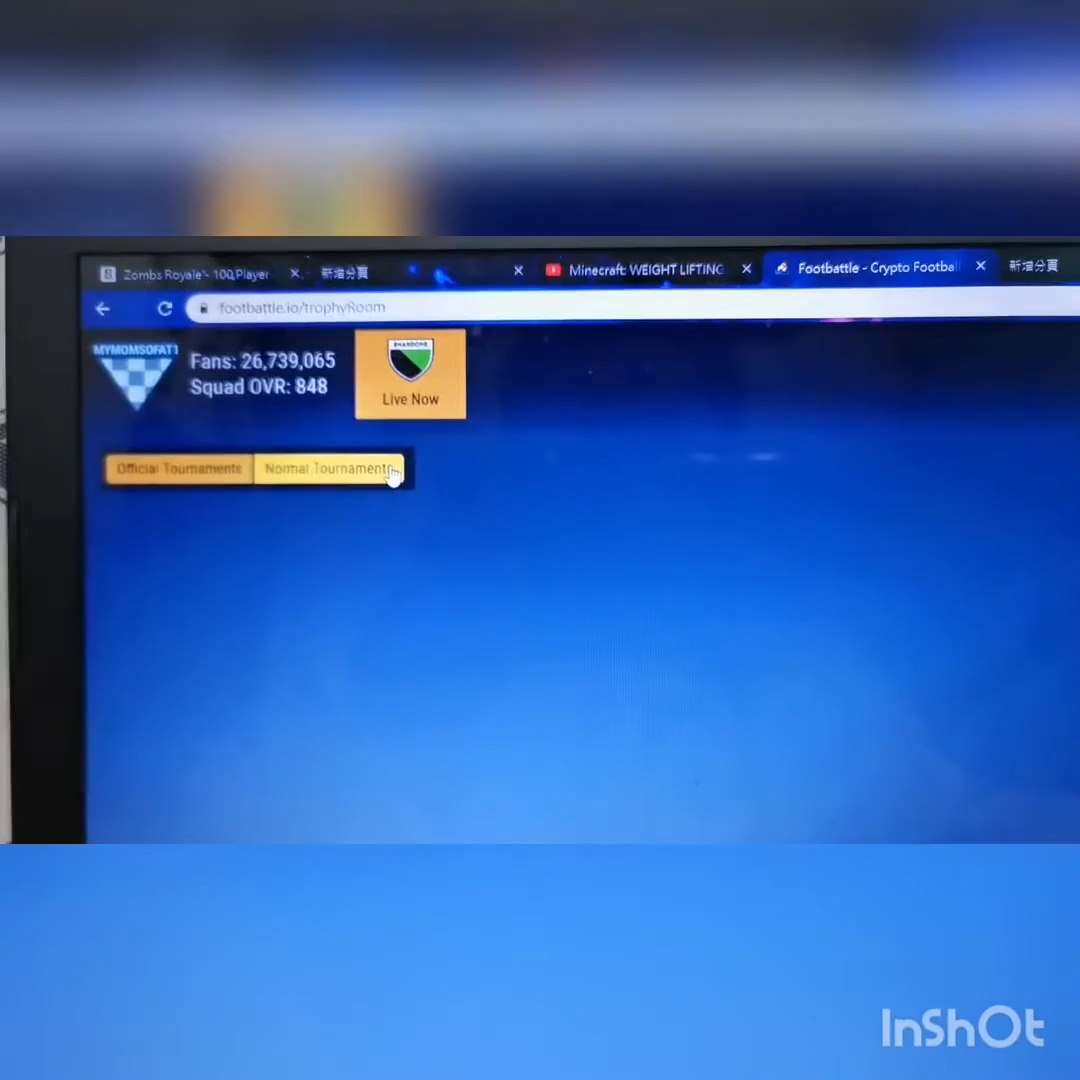 Zombs Royale - 100 Player
新增分頁
Minecraft: WEIGHT LIFTING
Footbattle - Crypto Football
新增分頁
footbattle.io/trophyRoom
MYMOMSOFAT1
Fans: 26,739,065
Squad OVR: 848
SHANDONG
Live Now
Official Tournaments
Normal Tournaments
InShOt